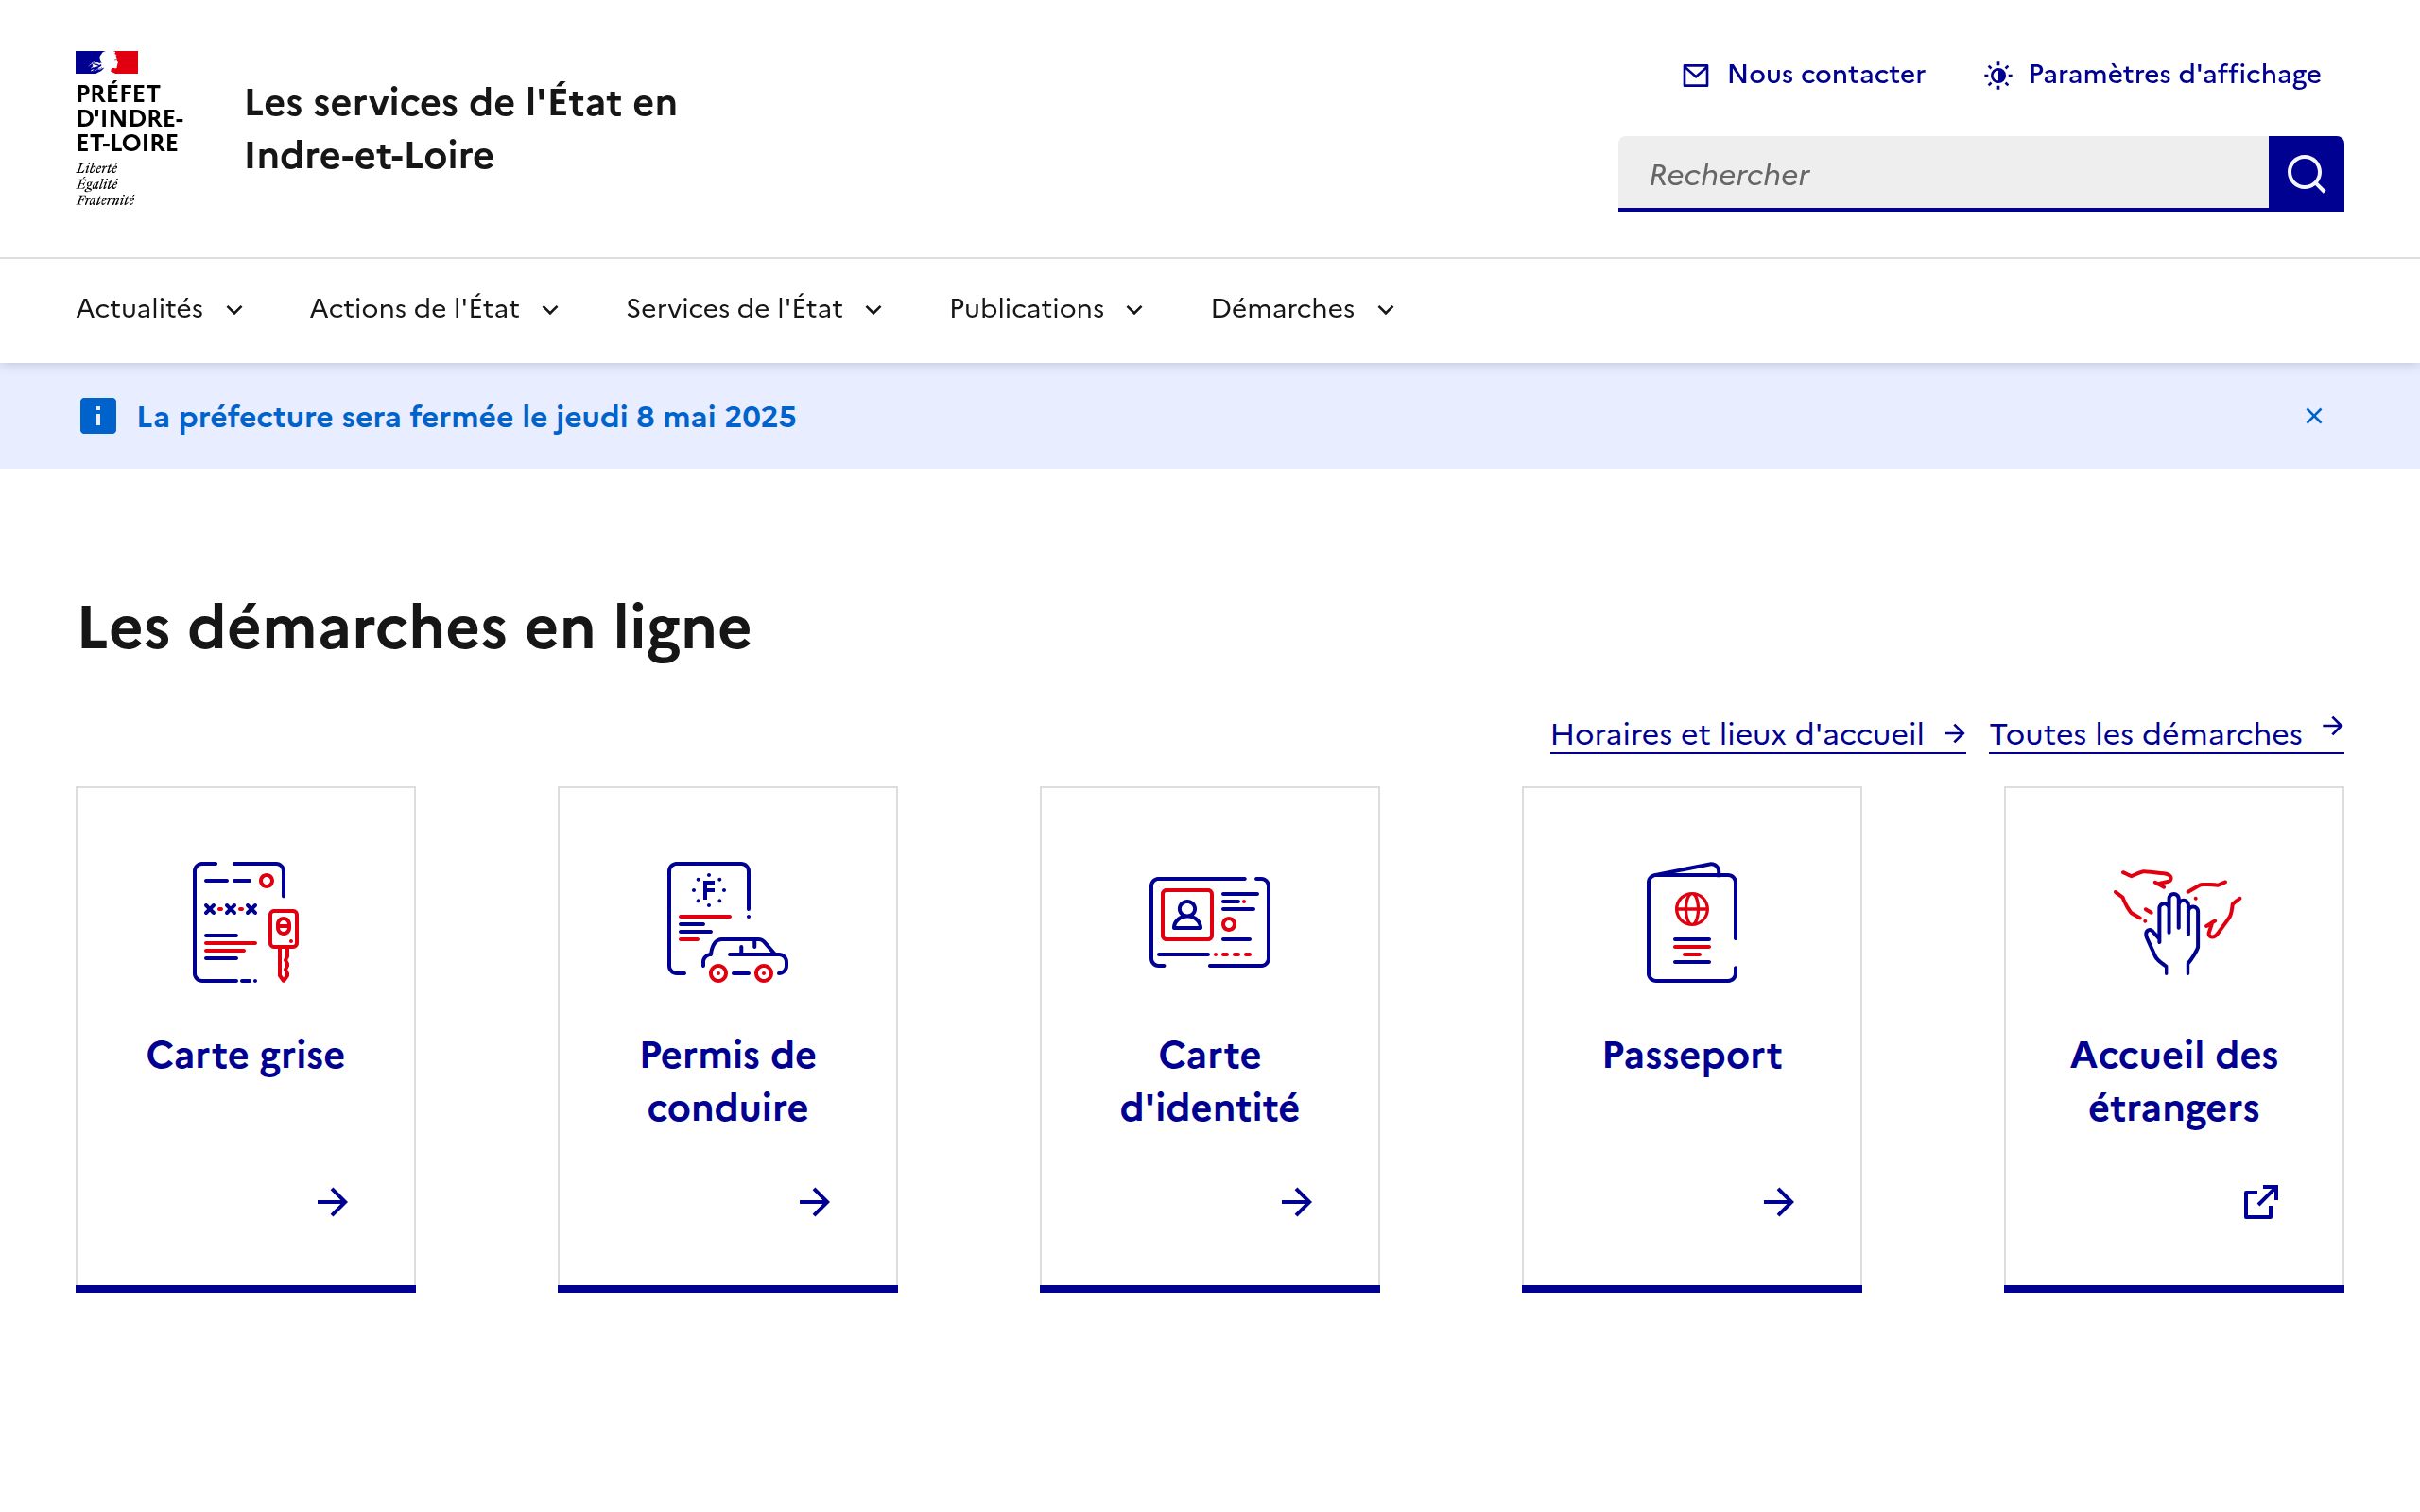 PRÉFET
D'INDRE-
ET-LOIRE
Liberté
Égalité
Fraternité
Les services de l'État en
Indre-et-Loire
Nous contacter
Paramètres d'affichage
Rechercher
Actualités
Actions de l'État
Services de l'État
Publications
Démarches
La préfecture sera fermée le jeudi 8 mai 2025
Les démarches en ligne
Horaires et lieux d'accueil
Toutes les démarches
Carte grise
Permis de
conduire
Carte
d'identité
Passeport
Accueil des
étrangers